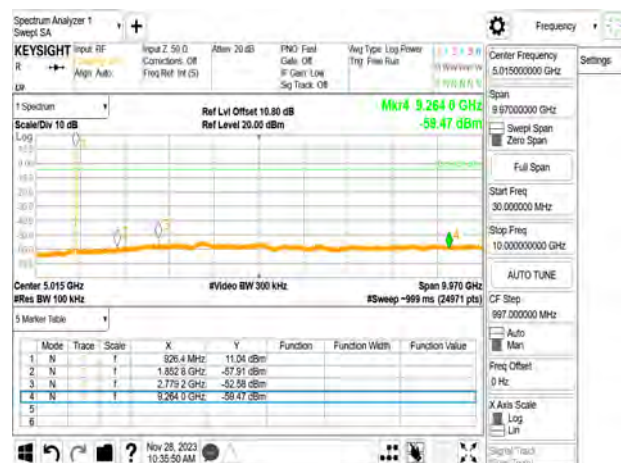 Spectrum Analyzer 1
Swept SA
+
Frequency
KEYSIGHT Input: RF Input Z: 50 Ω Atten: 20 dB PNO: Fast Avg Type: Log-Power
R Corrections: Off Gate: Off Trig: Free Run
Align: Auto Freq Ref: Int (S) IF Gain: Low
Sig Track: Off
Center Frequency
5.015000000 GHz
Settings
1 Spectrum
Scale/Div 10 dB
Log
Ref Lvl Offset 10.80 dB
Ref Level 20.00 dBm
Mkr4 9.264 0 GHz
-59.47 dBm
Span
9.97000000 GHz
Swept Span
Zero Span
Full Span
Start Freq
30.000000 MHz
Stop Freq
10.000000000 GHz
AUTO TUNE
Center 5.015 GHz #Video BW 300 kHz Span 9.970 GHz
#Res BW 100 kHz #Sweep ~999 ms (24971 pts)
CF Step
997.000000 MHz
Auto
Man
Freq Offset
0 Hz
X Axis Scale
Log
Lin
Signal Track
5 Marker Table
Mode Trace Scale X Y Function Function Width Function Value
1 N f 926.4 MHz 11.04 dBm
2 N f 1.852 8 GHz -57.91 dBm
3 N f 2.779 2 GHz -52.58 dBm
4 N f 9.264 0 GHz -59.47 dBm
5
6
? Nov 28, 2023
10:35:50 AM